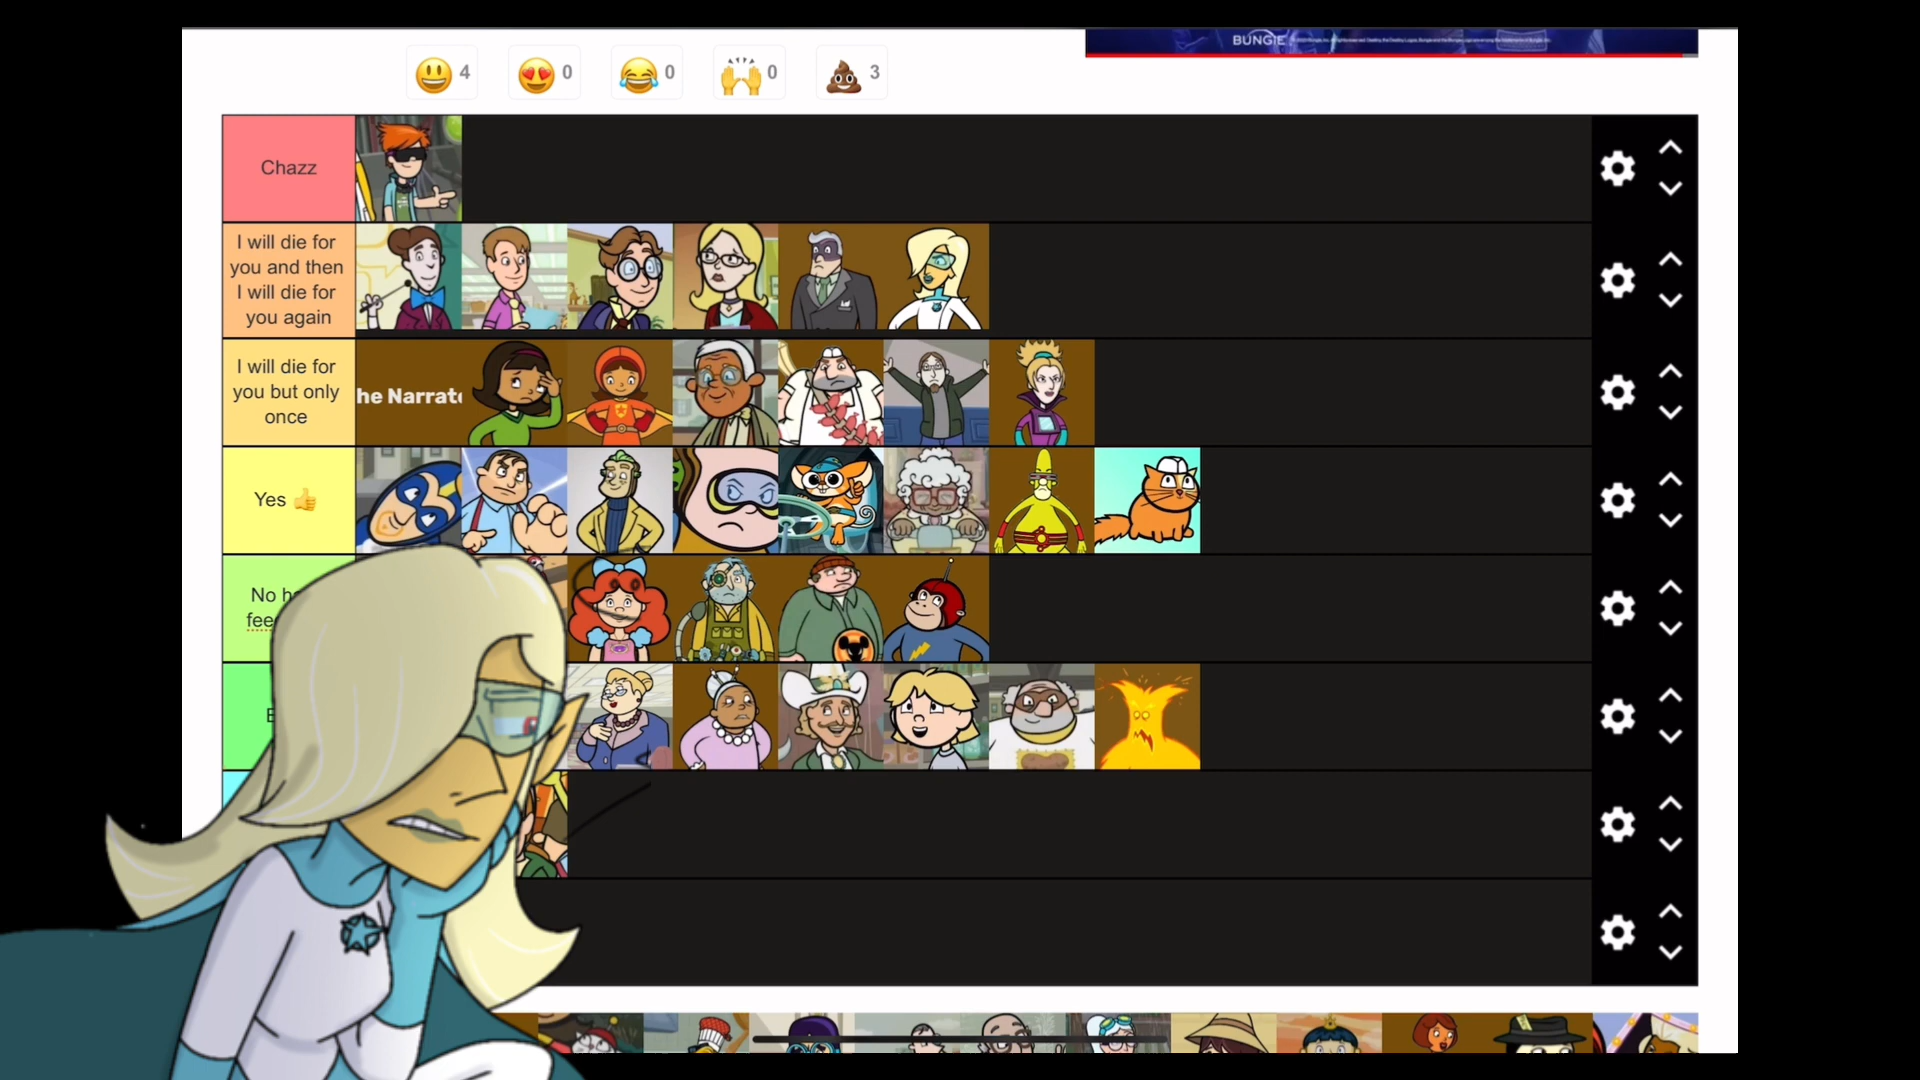 BUNGIE
4
0
0
0
3
Chazz
I will die for
you and then
I will die for
you again
I will die for
you but only
once
he Narrat
Yes 👍
No h
fee